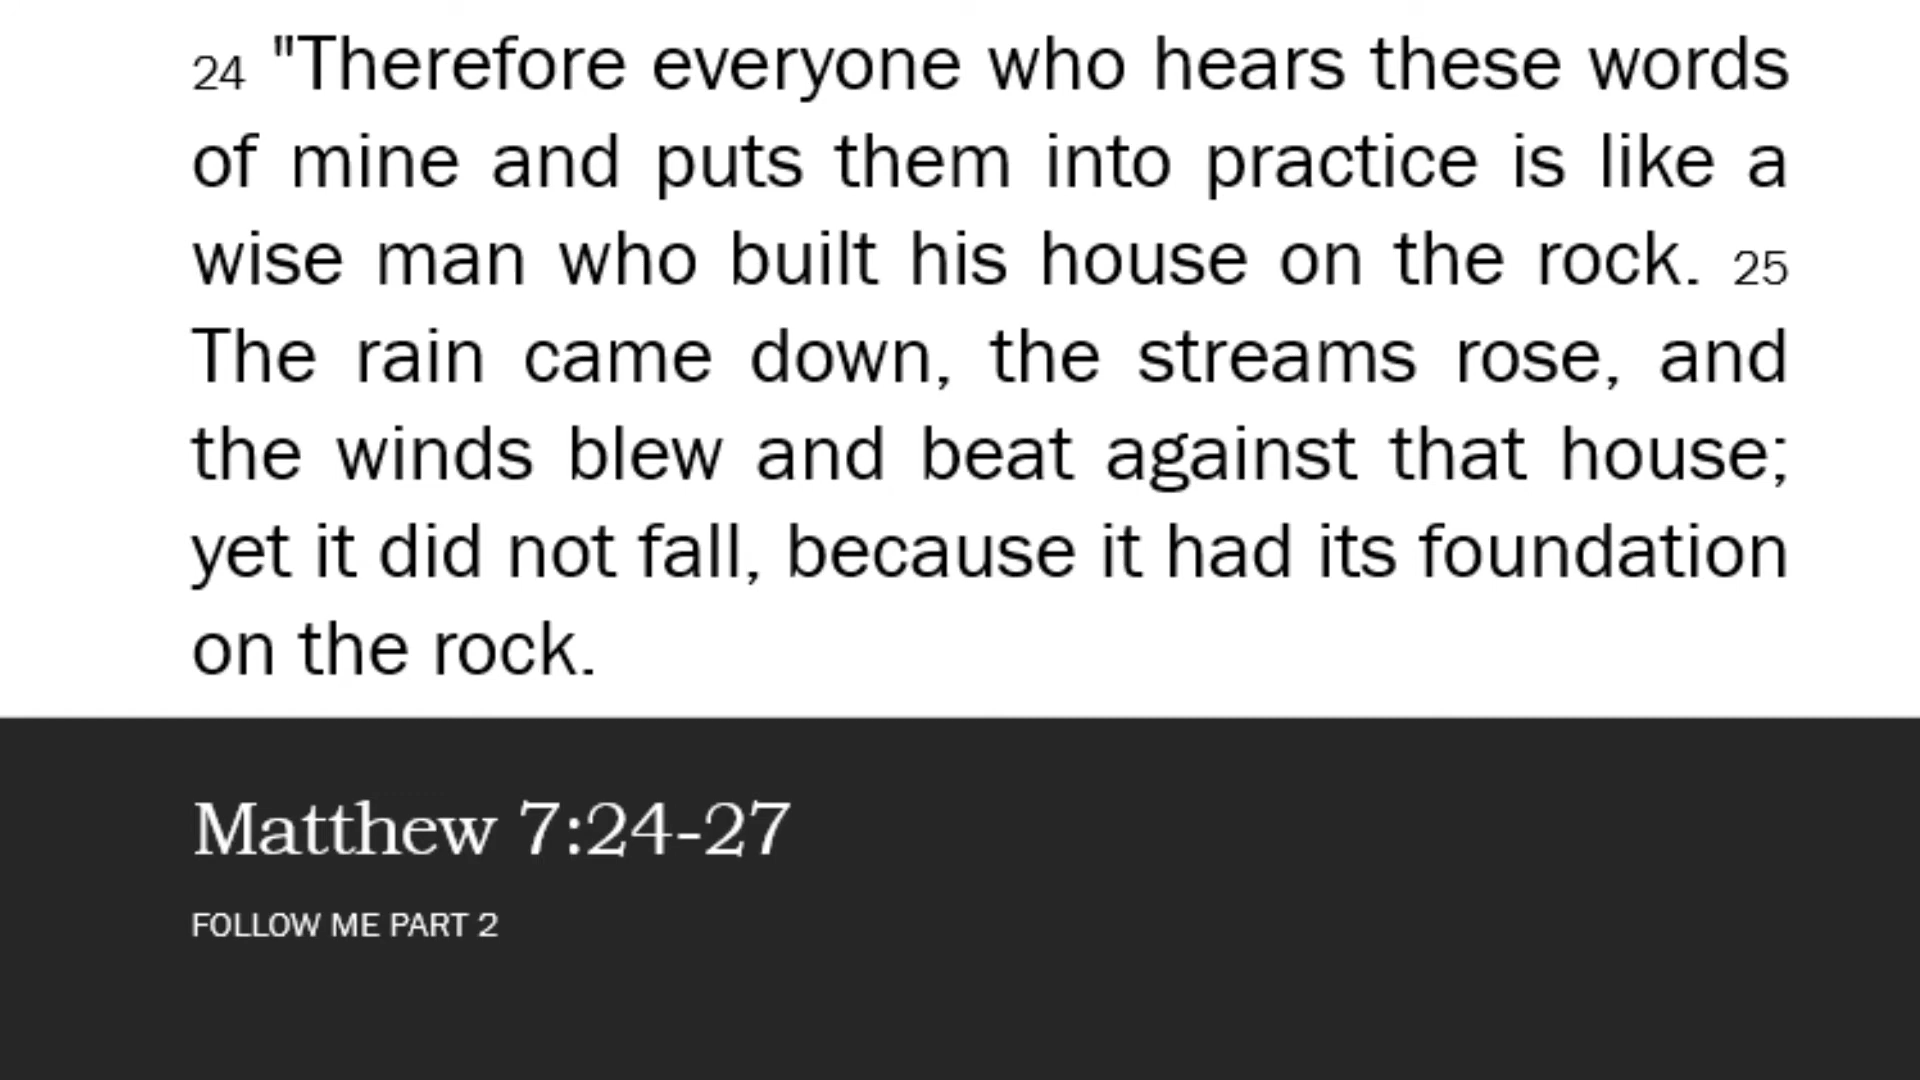 24 "Therefore everyone who hears these words
of mine and puts them into practice is like a
wise man who built his house on the rock. 25
The rain came down, the streams rose, and
the winds blew and beat against that house;
yet it did not fall, because it had its foundation
on the rock.
Matthew 7:24-27
FOLLOW ME PART 2